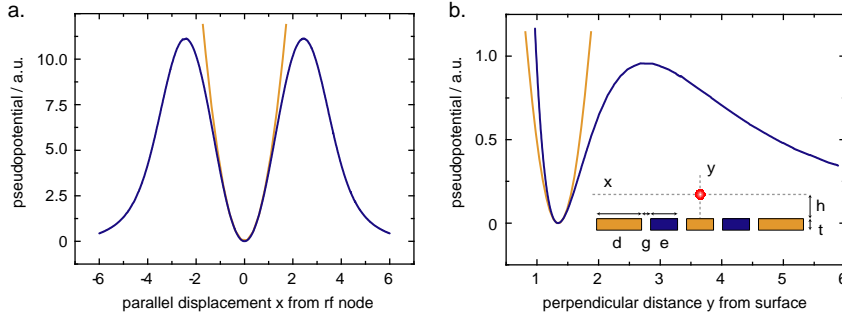 a.
pseudopotential / a.u.
10.0
7.5
5.0
2.5
0
-6
-4
-2
0
2
4
6
parallel displacement x from rf node
b.
pseudopotential / a.u.
1.0
0.5
0
1
2
3
4
5
6
perpendicular distance y from surface
x
y
h
t
d
g
e